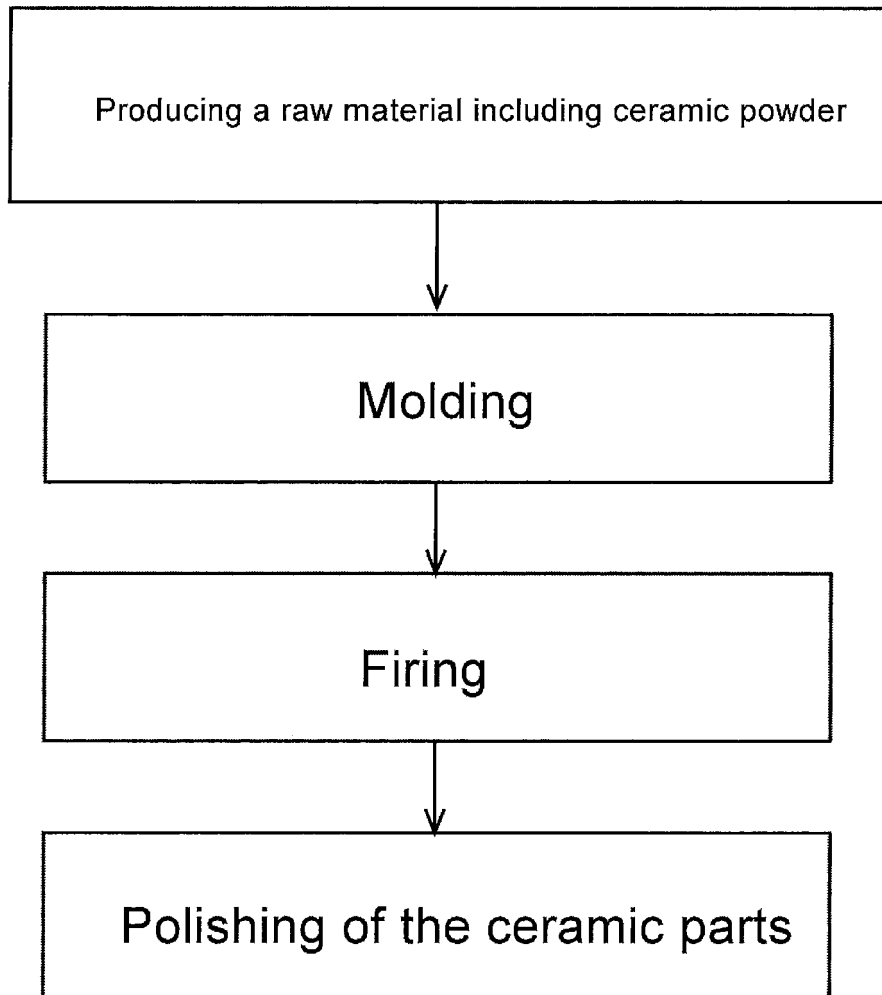 Producing a raw material including ceramic powder
Molding
Firing
Polishing of the ceramic parts